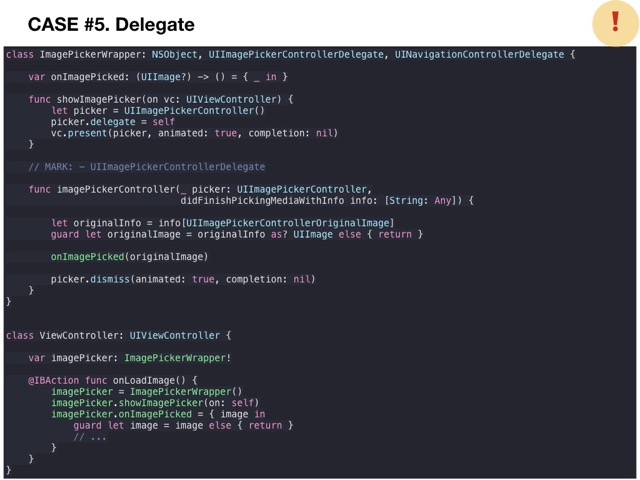 CASE #5. Delegate
!
class ImagePickerWrapper: NSObject, UIImagePickerControllerDelegate, UINavigationControllerDelegate {
var onImagePicked: (UIImage?) -> () = { _ in }
func showImagePicker(on vc: UIViewController) {
let picker = UIImagePickerController()
picker.delegate = self
vc.present(picker, animated: true, completion: nil)
}
// MARK: - UIImagePickerControllerDelegate
func imagePickerController(_ picker: UIImagePickerController,
didFinishPickingMediaWithInfo info: [String: Any]) {
let originalInfo = info[UIImagePickerControllerOriginalImage]
guard let originalImage = originalInfo as? UIImage else { return }
onImagePicked(originalImage)
picker.dismiss(animated: true, completion: nil)
}
}
class ViewController: UIViewController {
var imagePicker: ImagePickerWrapper!
@IBAction func onLoadImage() {
imagePicker = ImagePickerWrapper()
imagePicker.showImagePicker(on: self)
imagePicker.onImagePicked = { image in
guard let image = image else { return }
// ...
}
}
}